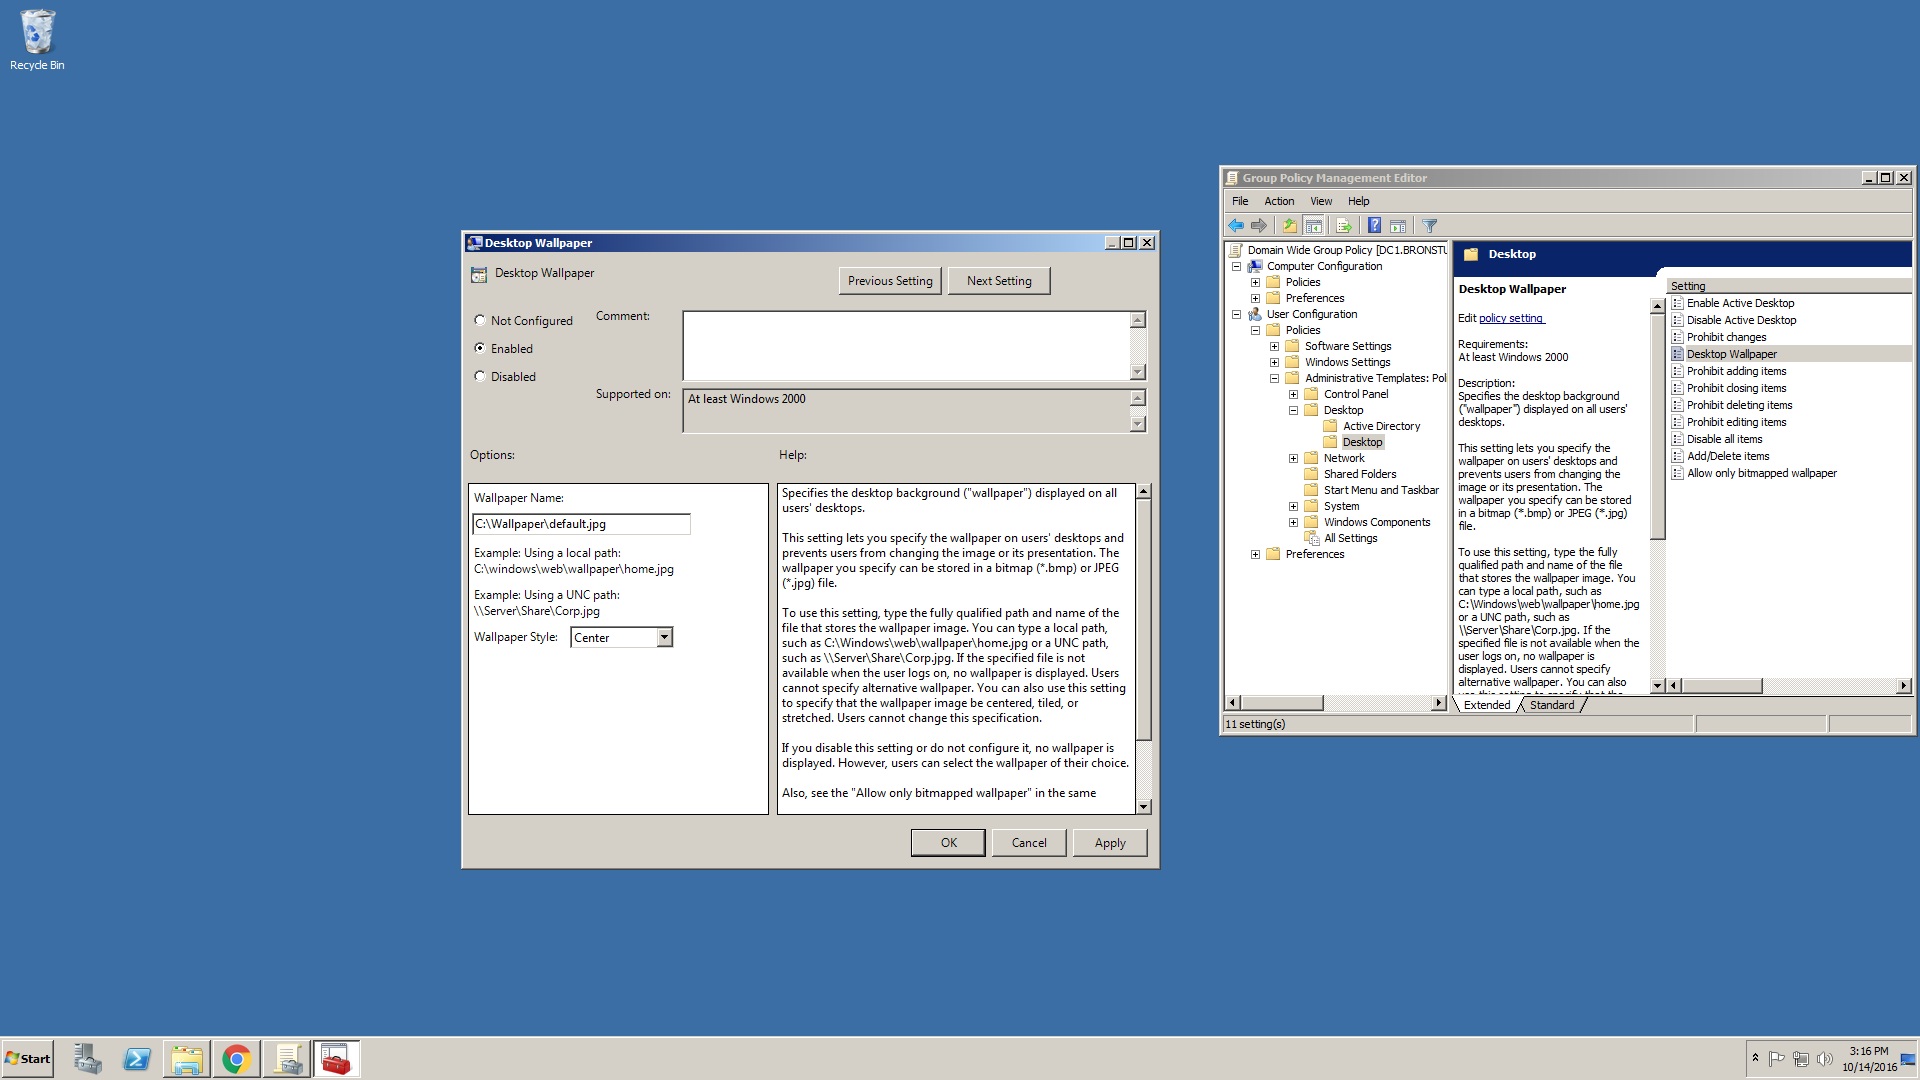 Recycle Bin
Desktop Wallpaper
Desktop Wallpaper
Previous Setting
Next Setting
Not Configured
Enabled
Disabled
Comment:
Supported on:
At least Windows 2000
Options:
Help:
Wallpaper Name:
C:\Wallpaper\default.jpg
Example: Using a local path:
C:\windows\web\wallpaper\home.jpg
Example: Using a UNC path:
\\Server\Share\Corp.jpg
Wallpaper Style:
Center
Specifies the desktop background ("wallpaper") displayed on all
users' desktops.
This setting lets you specify the wallpaper on users' desktops and
prevents users from changing the image or its presentation. The
wallpaper you specify can be stored in a bitmap (*.bmp) or JPEG
(*.jpg) file.
To use this setting, type the fully qualified path and name of the
file that stores the wallpaper image. You can type a local path,
such as C:\Windows\web\wallpaper\home.jpg or a UNC path,
such as \\Server\Share\Corp.jpg. If the specified file is not
available when the user logs on, no wallpaper is displayed. Users
cannot specify alternative wallpaper. You can also use this setting
to specify that the wallpaper image be centered, tiled, or
stretched. Users cannot change this specification.
If you disable this setting or do not configure it, no wallpaper is
displayed. However, users can select the wallpaper of their choice.
Also, see the "Allow only bitmapped wallpaper" in the same
OK
Cancel
Apply
Group Policy Management Editor
File
Action
View
Help
Domain Wide Group Policy [DC1.BRONSTU
Computer Configuration
Policies
Preferences
User Configuration
Policies
Software Settings
Windows Settings
Administrative Templates: Pol
Control Panel
Desktop
Active Directory
Desktop
Network
Shared Folders
Start Menu and Taskbar
System
Windows Components
All Settings
Preferences
Desktop
Desktop Wallpaper
Edit policy setting
Requirements:
At least Windows 2000
Description:
Specifies the desktop background
("wallpaper") displayed on all users'
desktops.
This setting lets you specify the
wallpaper on users' desktops and
prevents users from changing the
image or its presentation. The
wallpaper you specify can be stored
in a bitmap (*.bmp) or JPEG (*.jpg)
file.
To use this setting, type the fully
qualified path and name of the file
that stores the wallpaper image. You
can type a local path, such as
C:\Windows\web\wallpaper\home.jpg
or a UNC path, such as
\\Server\Share\Corp.jpg. If the
specified file is not available when the
user logs on, no wallpaper is
displayed. Users cannot specify
alternative wallpaper. You can also
use this setting to specify that the
Setting
Enable Active Desktop
Disable Active Desktop
Prohibit changes
Desktop Wallpaper
Prohibit adding items
Prohibit closing items
Prohibit deleting items
Prohibit editing items
Disable all items
Add/Delete items
Allow only bitmapped wallpaper
Extended
Standard
11 setting(s)
Start
3:16 PM
10/14/2016